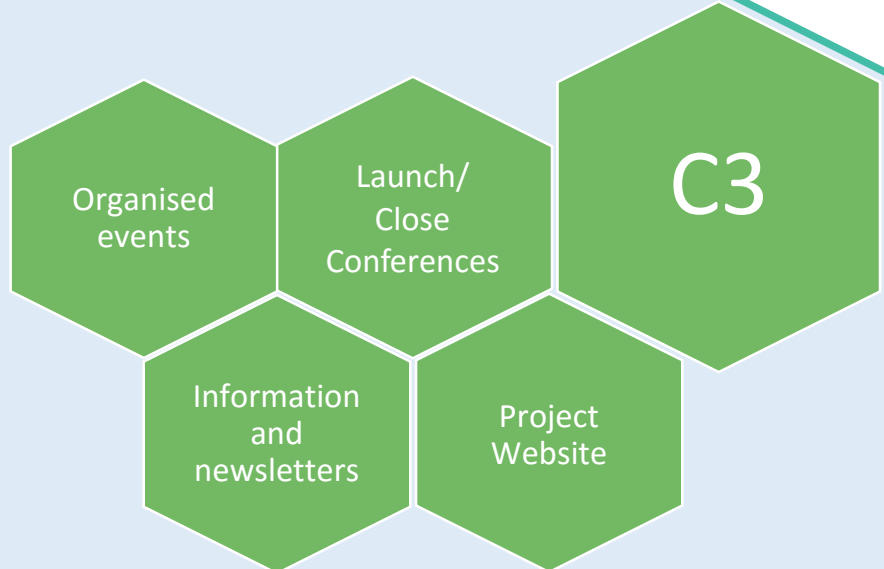 Organised
events
Launch/
Close
Conferences
C3
Information
and
newsletters
Project
Website